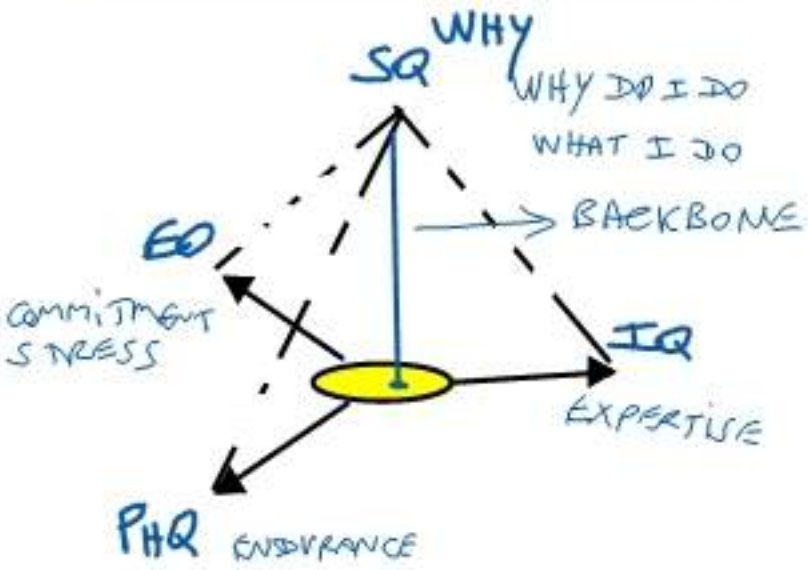 WHY
SQ
WHY DO I DO
WHAT I DO
BACKBONE
EQ
COMMITMENT
STRESS
IQ
EXPERTISE
PHQ ENDURANCE